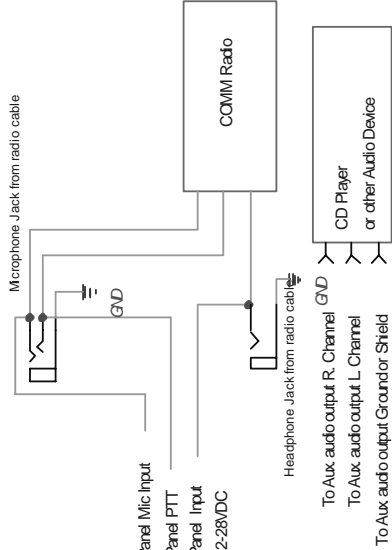 Microphone Jack from radio cable
COMM Radio
GND
CD Player
or other Audio Device
Headphone Jack from radio cable
GND
To Aux audio output R. Channel
To Aux audio output L Channel
To Aux audio output Ground or Shield
Panel Mic Input
Panel PTT
Panel Input
2-28VDC